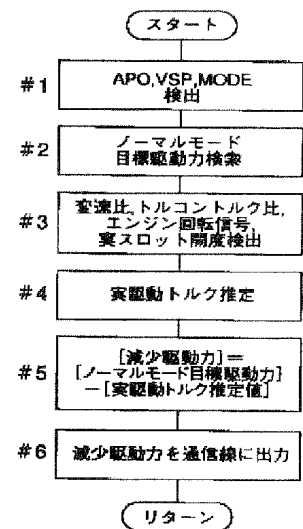 スタート
#1
APO,VSP,MODE
検出
#2
ノーマルモード
目標駆動力検索
#3
変速比,トルコントルク比,
エンジン回転信号,
実スロット開度検出
#4
実駆動トルク推定
#5
[減少駆動力]=
[ノーマルモード目標駆動力]
-[実駆動トルク推定値]
#6
減少駆動力を通信線に出力
リターン